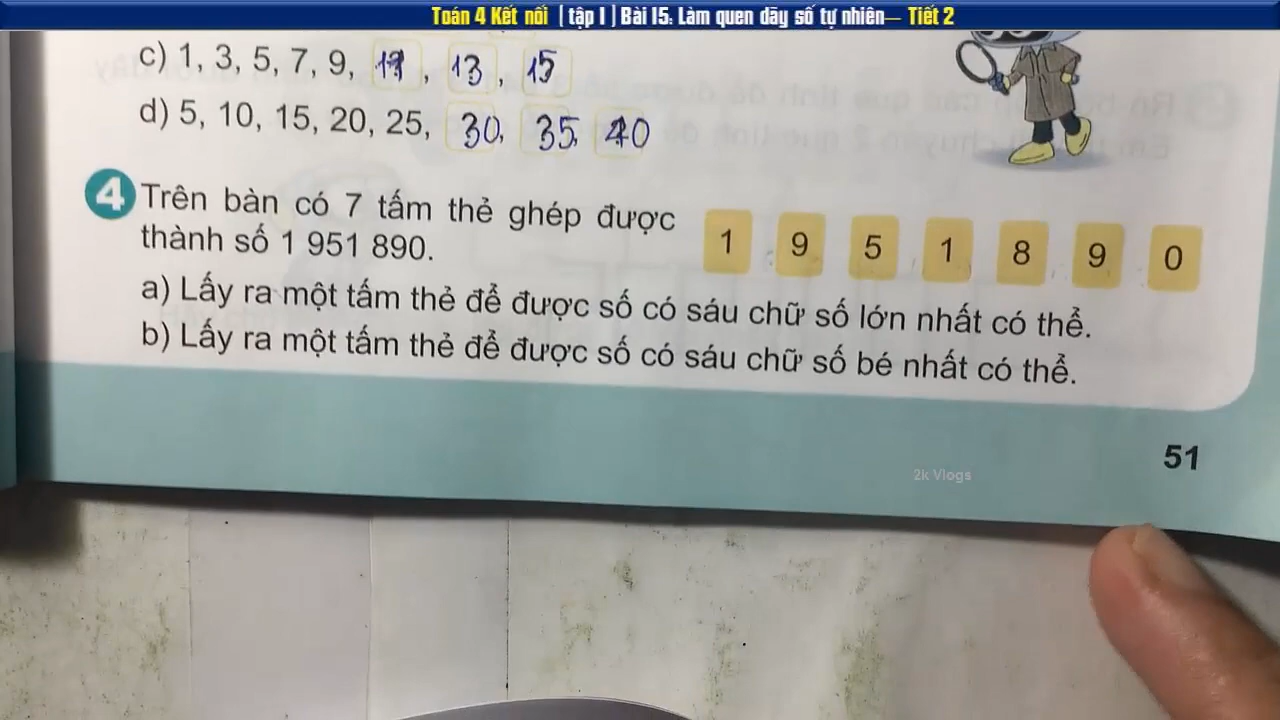 Toán 4 Kết nối [ tập 1 ] Bài 15: Làm quen dãy số tự nhiên– Tiết 2
c) 1, 3, 5, 7, 9, 11, 13, 15
d) 5, 10, 15, 20, 25, 30, 35, 40
4 Trên bàn có 7 tấm thẻ ghép được
thành số 1 951 890.
1 9 5 1 8 9 0
a) Lấy ra một tấm thẻ để được số có sáu chữ số lớn nhất có thể.
b) Lấy ra một tấm thẻ để được số có sáu chữ số bé nhất có thể.
51
2k Vlogs